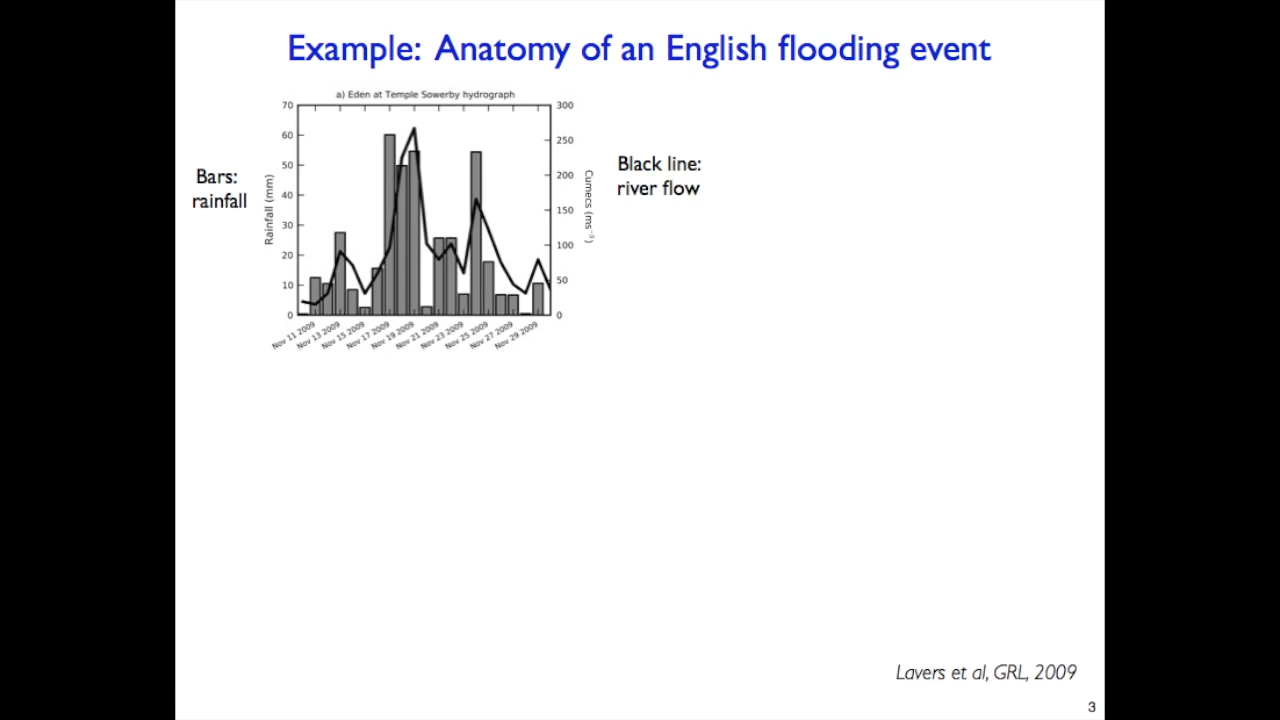 Example: Anatomy of an English flooding event
a) Eden at Temple Sowerby hydrograph
Bars:
rainfall
Rainfall (mm)
70
60
50
40
30
20
10
0
300
250
200
150
100
50
0
Cumecs (ms⁻³)
Nov 11 2009
Nov 13 2009
Nov 15 2009
Nov 17 2009
Nov 19 2009
Nov 21 2009
Nov 23 2009
Nov 25 2009
Nov 27 2009
Nov 29 2009
Black line:
river flow
Lavers et al, GRL, 2009
3